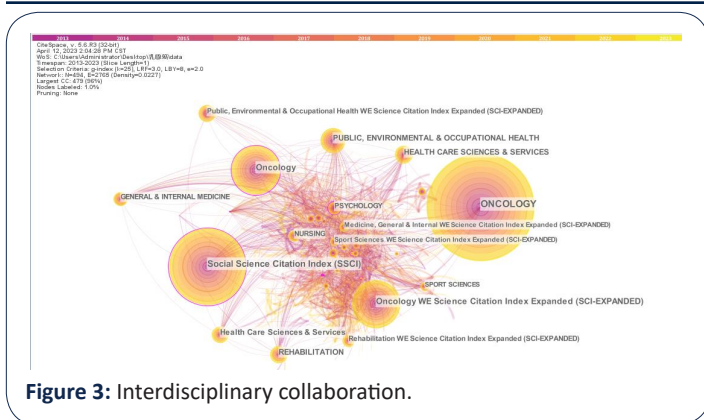 2013 2014 2015 2016 2017 2018 2019 2020 2021
CiteSpace, v. 5.6.R3 (32-bit)
April 12, 2023 2:04:28 PM CST
WoS: C:\Users\Administrator\Desktop\乳腺癌\data
Timespan: 2013-2023 (Slice Length=1)
Selection Criteria: g-index (k=25), LRF=3.0, LBY=8, e=2.0
Network: N=494, E=2765 (Density=0.0227)
Largest CC: 479 (96%)
Nodes Labeled: 1.0%
Pruning: None
Public, Environmental & Occupational Health WE Science Citation Index Expanded (SCI-EXPANDED)
PUBLIC, ENVIRONMENTAL & OCCUPATIONAL HEALTH
HEALTH CARE SCIENCES & SERVICES
Oncology
GENERAL & INTERNAL MEDICINE
PSYCHOLOGY
ONCOLOGY
Medicine, General & Internal WE Science Citation Index Expanded (SCI-EXPANDED)
NURSING
Sport Sciences WE Science Citation Index Expanded (SCI-EXPANDED)
Social Science Citation Index (SSCI)
SPORT SCIENCES
Oncology WE Science Citation Index Expanded (SCI-EXPANDED)
Health Care Sciences & Services
Rehabilitation WE Science Citation Index Expanded (SCI-EXPANDED)
REHABILITATION
Figure 3: Interdisciplinary collaboration.